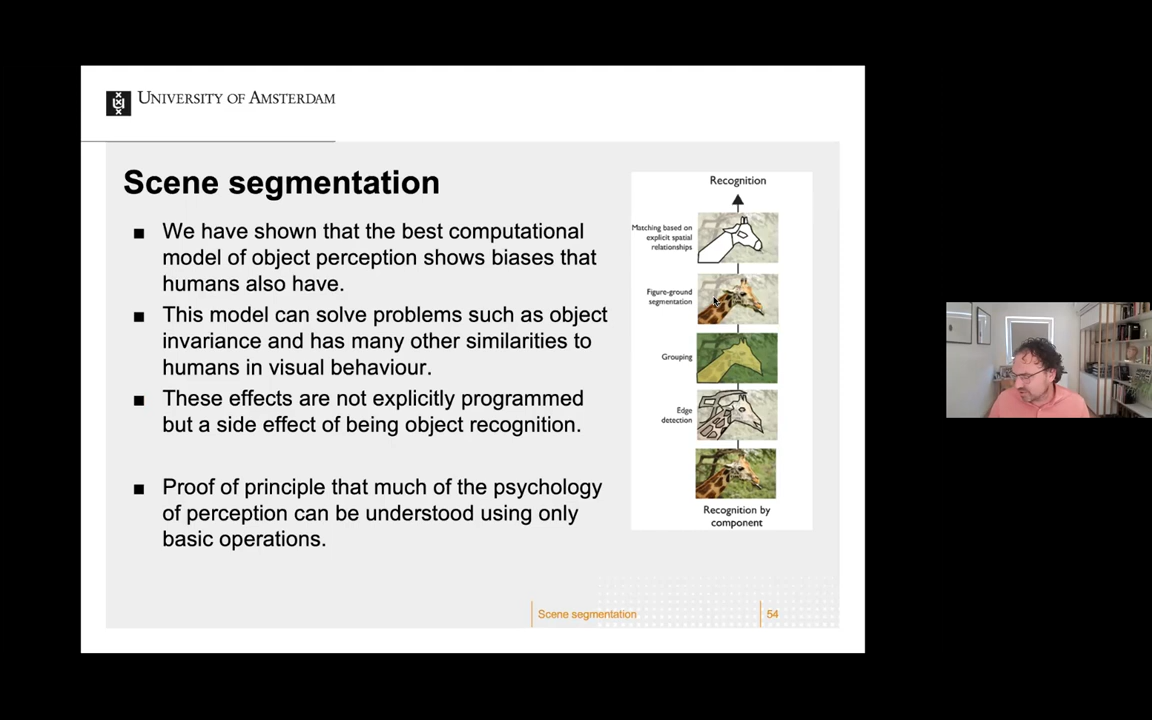 UNIVERSITY OF AMSTERDAM
Scene segmentation
■ We have shown that the best computational
model of object perception shows biases that
humans also have.
■ This model can solve problems such as object
invariance and has many other similarities to
humans in visual behaviour.
■ These effects are not explicitly programmed
but a side effect of being object recognition.
■ Proof of principle that much of the psychology
of perception can be understood using only
basic operations.
Recognition
Matching based on
explicit spatial
relationships
Figure-ground
segmentation
Grouping
Edge
detection
Recognition by
component
Scene segmentation
54